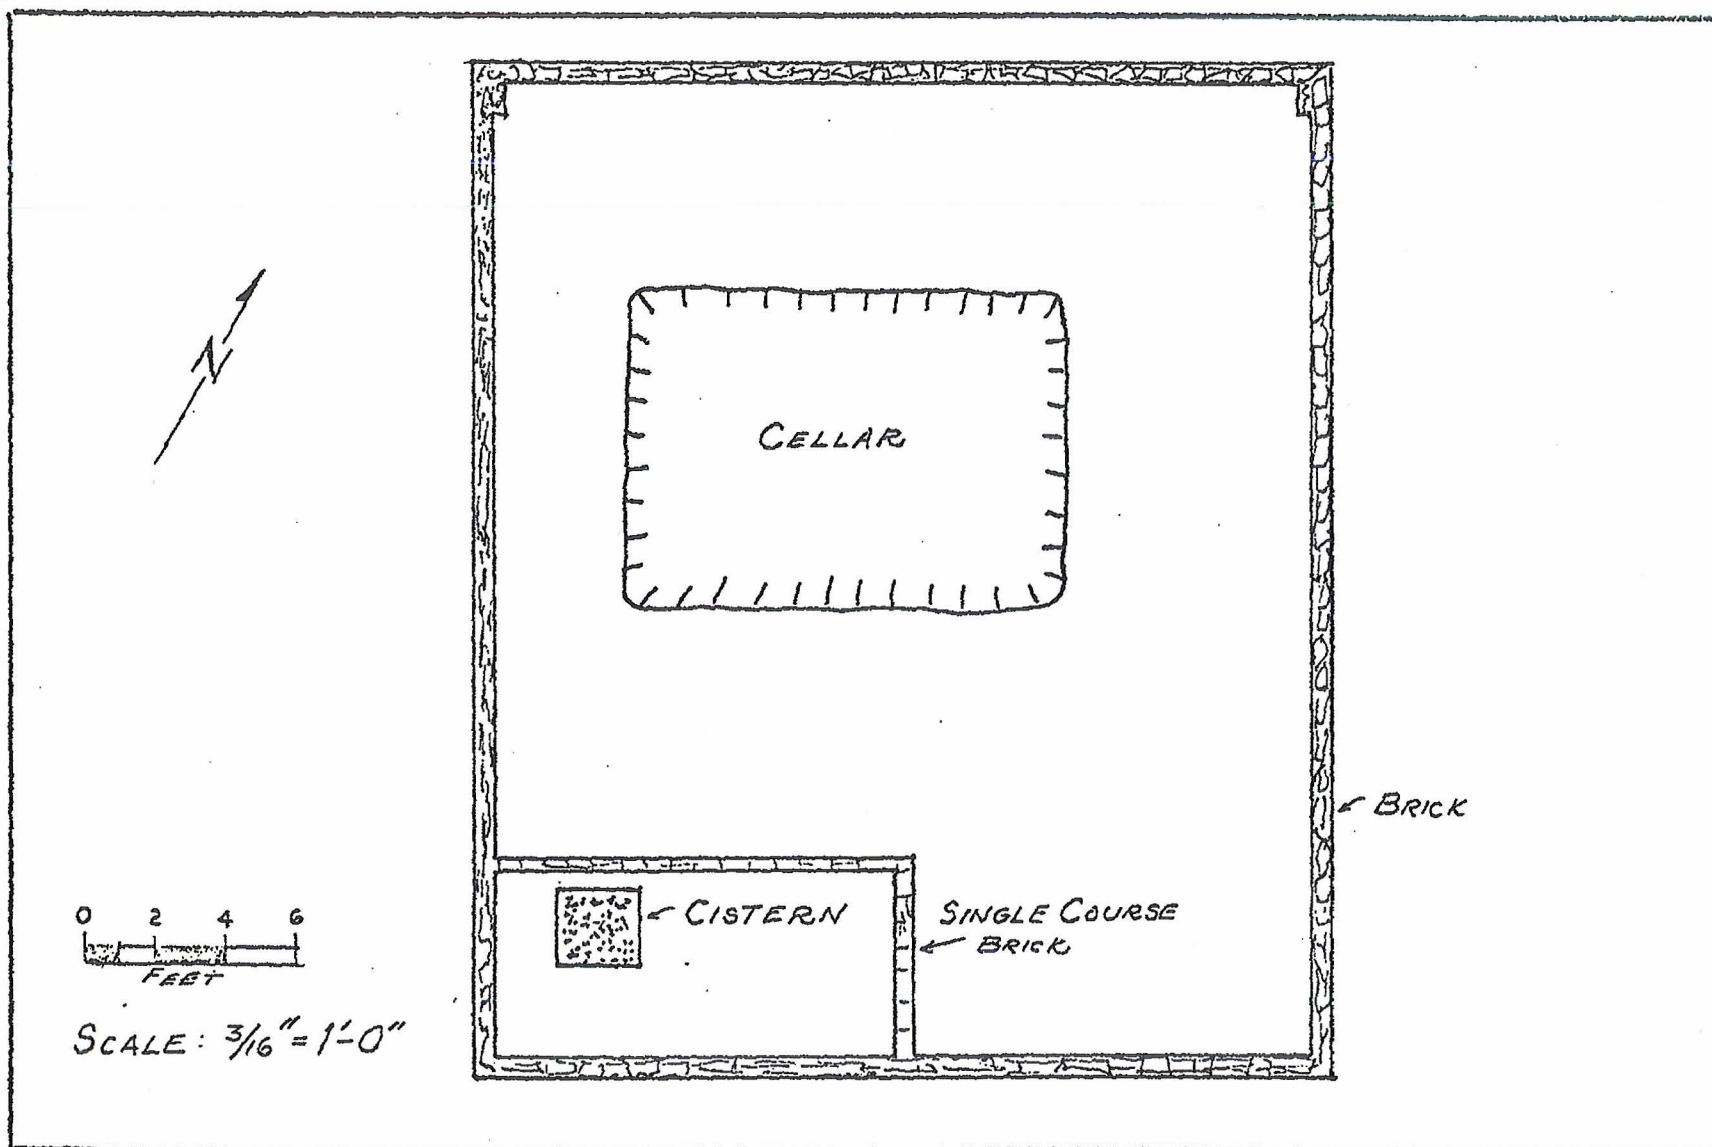 N
CELLAR
BRICK
CISTERN
SINGLE COURSE
BRICK
0 2 4 6
FEET
SCALE: 3/16" = 1'-0"